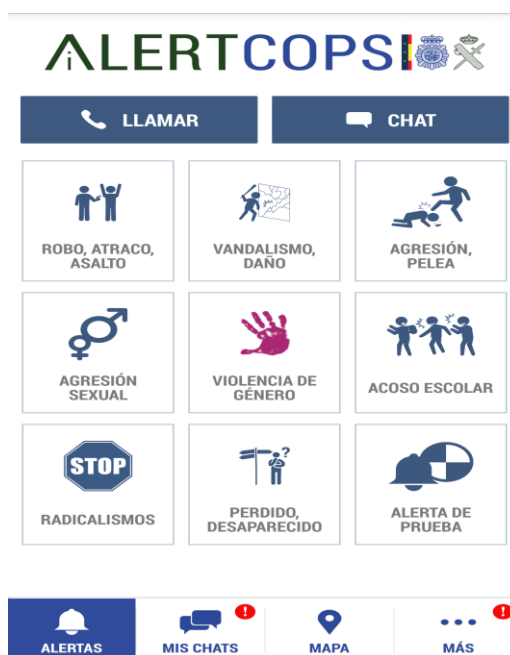 ALERTCOPS
LLAMAR
CHAT
ROBO, ATRACO,
ASALTO
VANDALISMO,
DAÑO
AGRESIÓN,
PELEA
AGRESIÓN
SEXUAL
VIOLENCIA DE
GÉNERO
ACOSO ESCOLAR
STOP
RADICALISMOS
?
PERDIDO,
DESAPARECIDO
ALERTA DE
PRUEBA
ALERTAS
!
MIS CHATS
MAPA
!
MÁS